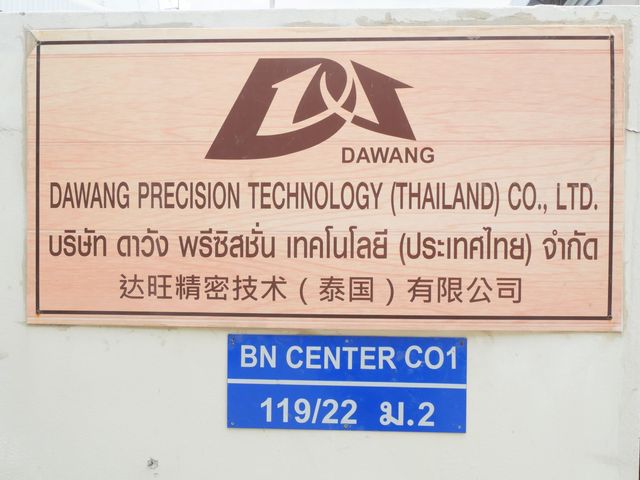 DAWANG
DAWANG PRECISION TECHNOLOGY (THAILAND) CO., LTD.
บริษัท ดาวัง พรีซิสชั่น เทคโนโลยี (ประเทศไทย) จำกัด
达旺精密技术（泰国）有限公司
BN CENTER CO1
119/22 ม.2